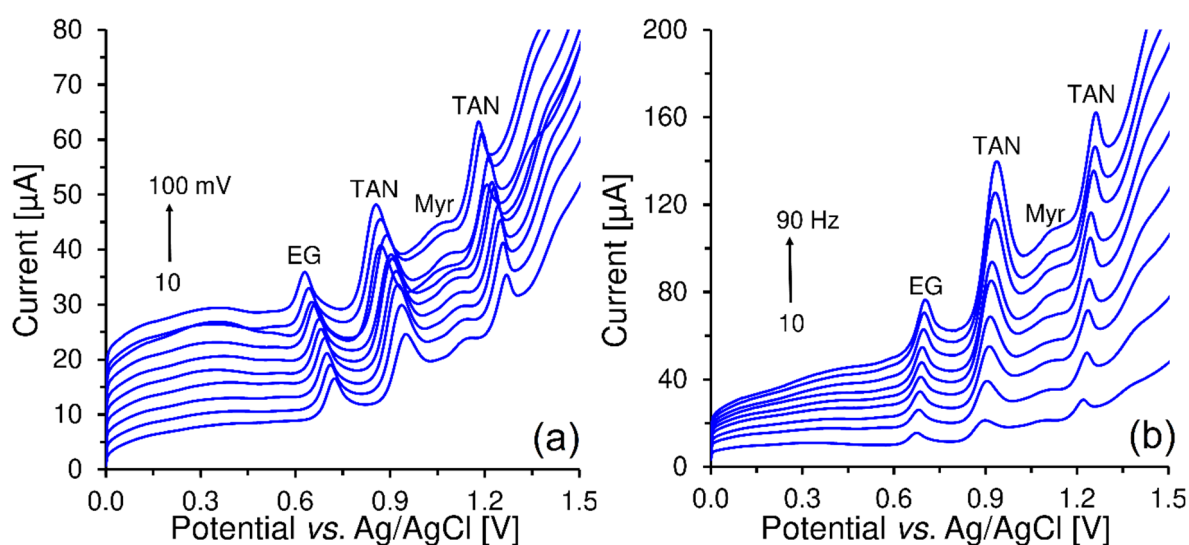 80
70
60
50
40
30
20
10
0
Current [µA]
0.0 0.3 0.6 0.9 1.2 1.5
Potential vs. Ag/AgCl [V]
100 mV
10
EG
TAN
Myr
TAN
(a)
200
160
120
80
40
0
Current [µA]
0.0 0.3 0.6 0.9 1.2 1.5
Potential vs. Ag/AgCl [V]
90 Hz
10
EG
TAN
Myr
TAN
(b)